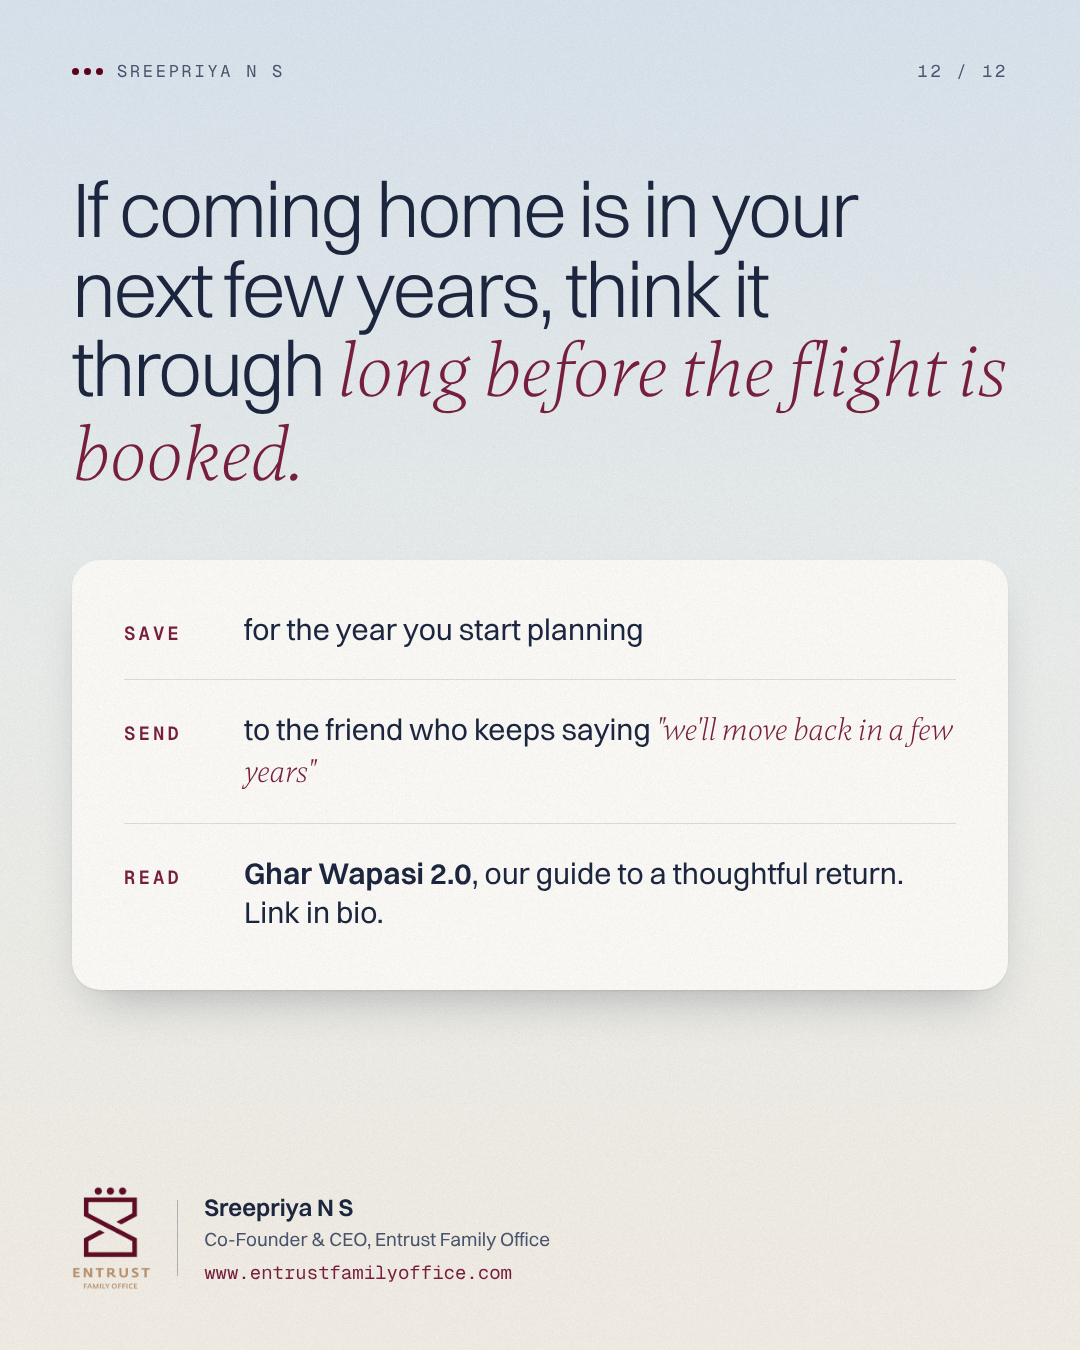 SREEPRIYA N S
12 / 12
If coming home is in your
next few years, think it
through long before the flight is
booked.
SAVE for the year you start planning
SEND to the friend who keeps saying "we'll move back in a few
years"
READ Ghar Wapasi 2.0, our guide to a thoughtful return.
Link in bio.
ENTRUST
FAMILY OFFICE
Sreepriya N S
Co-Founder & CEO, Entrust Family Office
www.entrustfamilyoffice.com